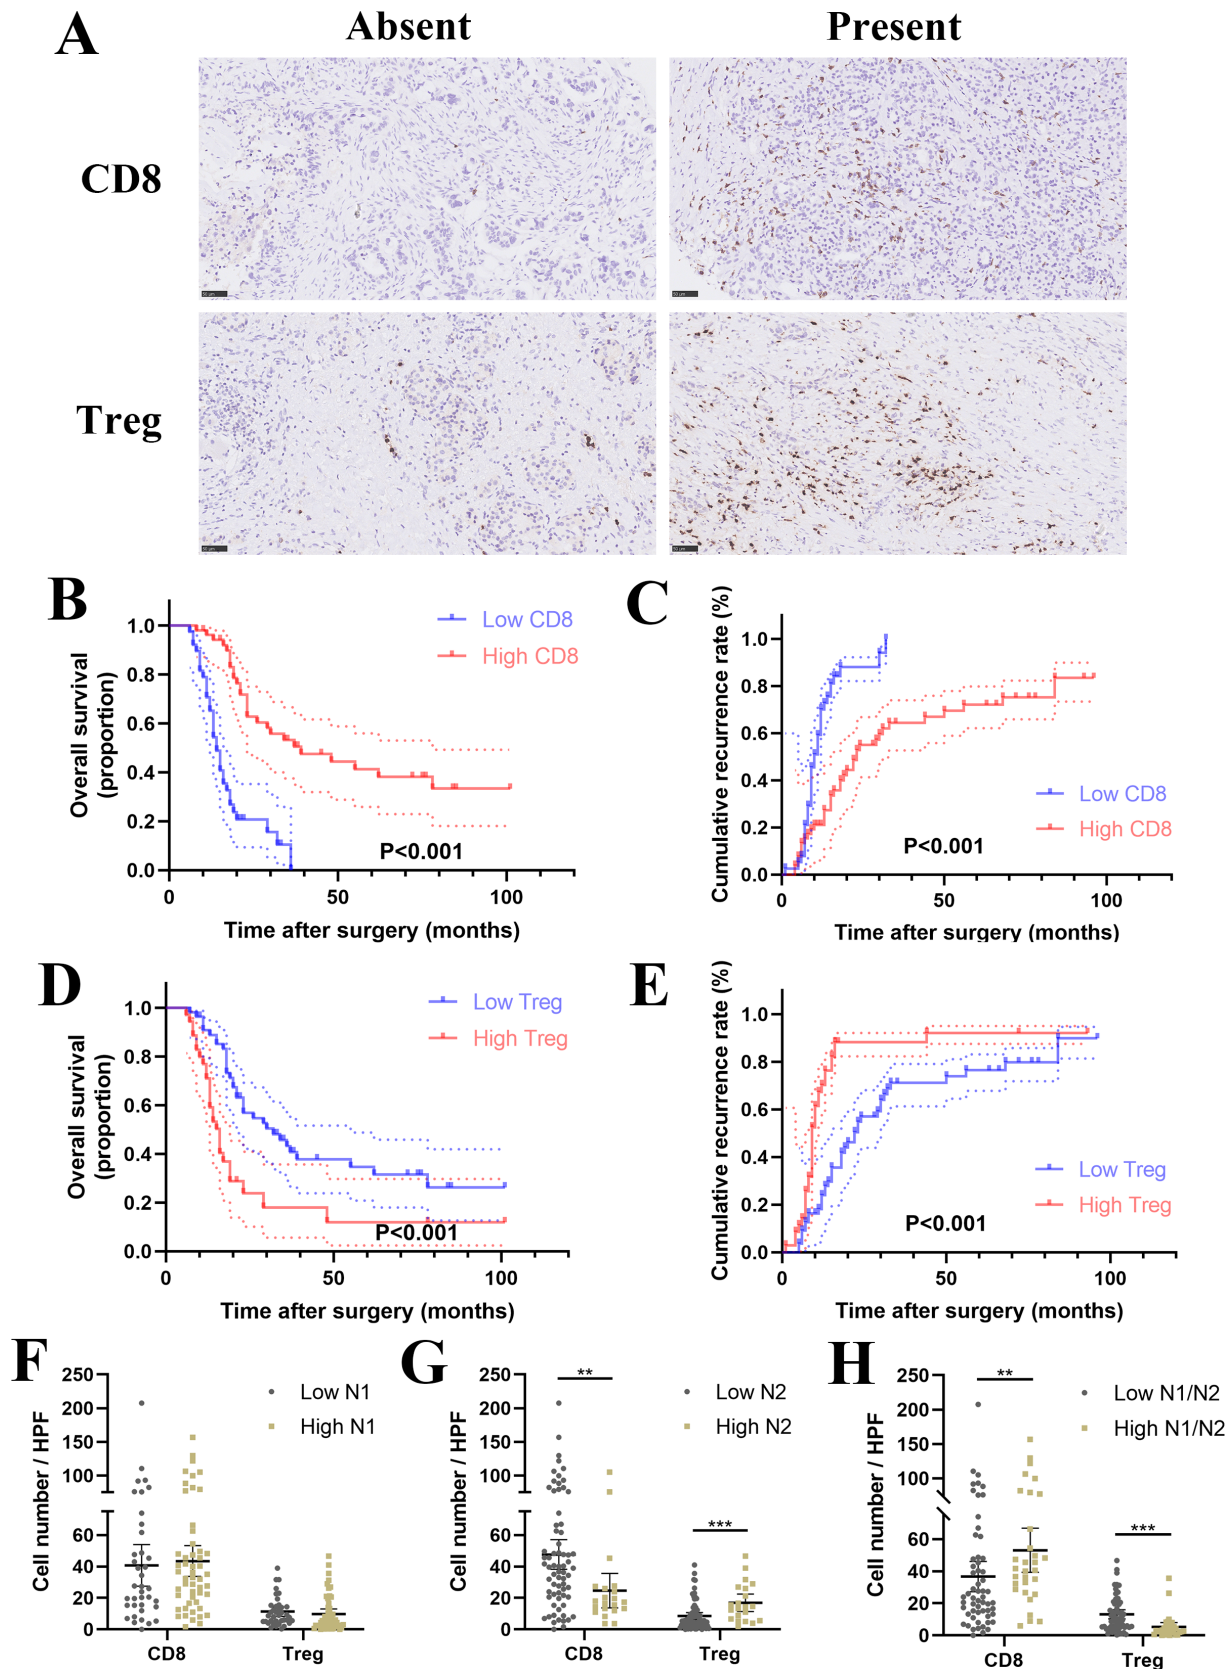 A
Absent
Present
CD8
Treg
50 μm
50 μm
50 μm
50 μm
B
Low CD8
High CD8
Overall survival
(proportion)
1.0
0.8
0.6
0.4
0.2
0.0
P<0.001
0
50
100
Time after surgery (months)
C
Cumulative recurrence rate (%)
1.0
0.8
0.6
0.4
0.2
0.0
Low CD8
High CD8
P<0.001
0
50
100
Time after surgery (months)
D
Low Treg
High Treg
Overall survival
(proportion)
1.0
0.8
0.6
0.4
0.2
0.0
P<0.001
0
50
100
Time after surgery (months)
E
Cumulative recurrence rate (%)
1.0
0.8
0.6
0.4
0.2
0.0
Low Treg
High Treg
P<0.001
0
50
100
Time after surgery (months)
F
Cell number / HPF
250
200
150
100
60
40
20
0
Low N1
High N1
CD8
Treg
G
Cell number / HPF
250
200
150
100
60
40
20
0
**
***
Low N2
High N2
CD8
Treg
H
Cell number / HPF
250
200
150
100
60
40
20
0
**
***
Low N1/N2
High N1/N2
CD8
Treg